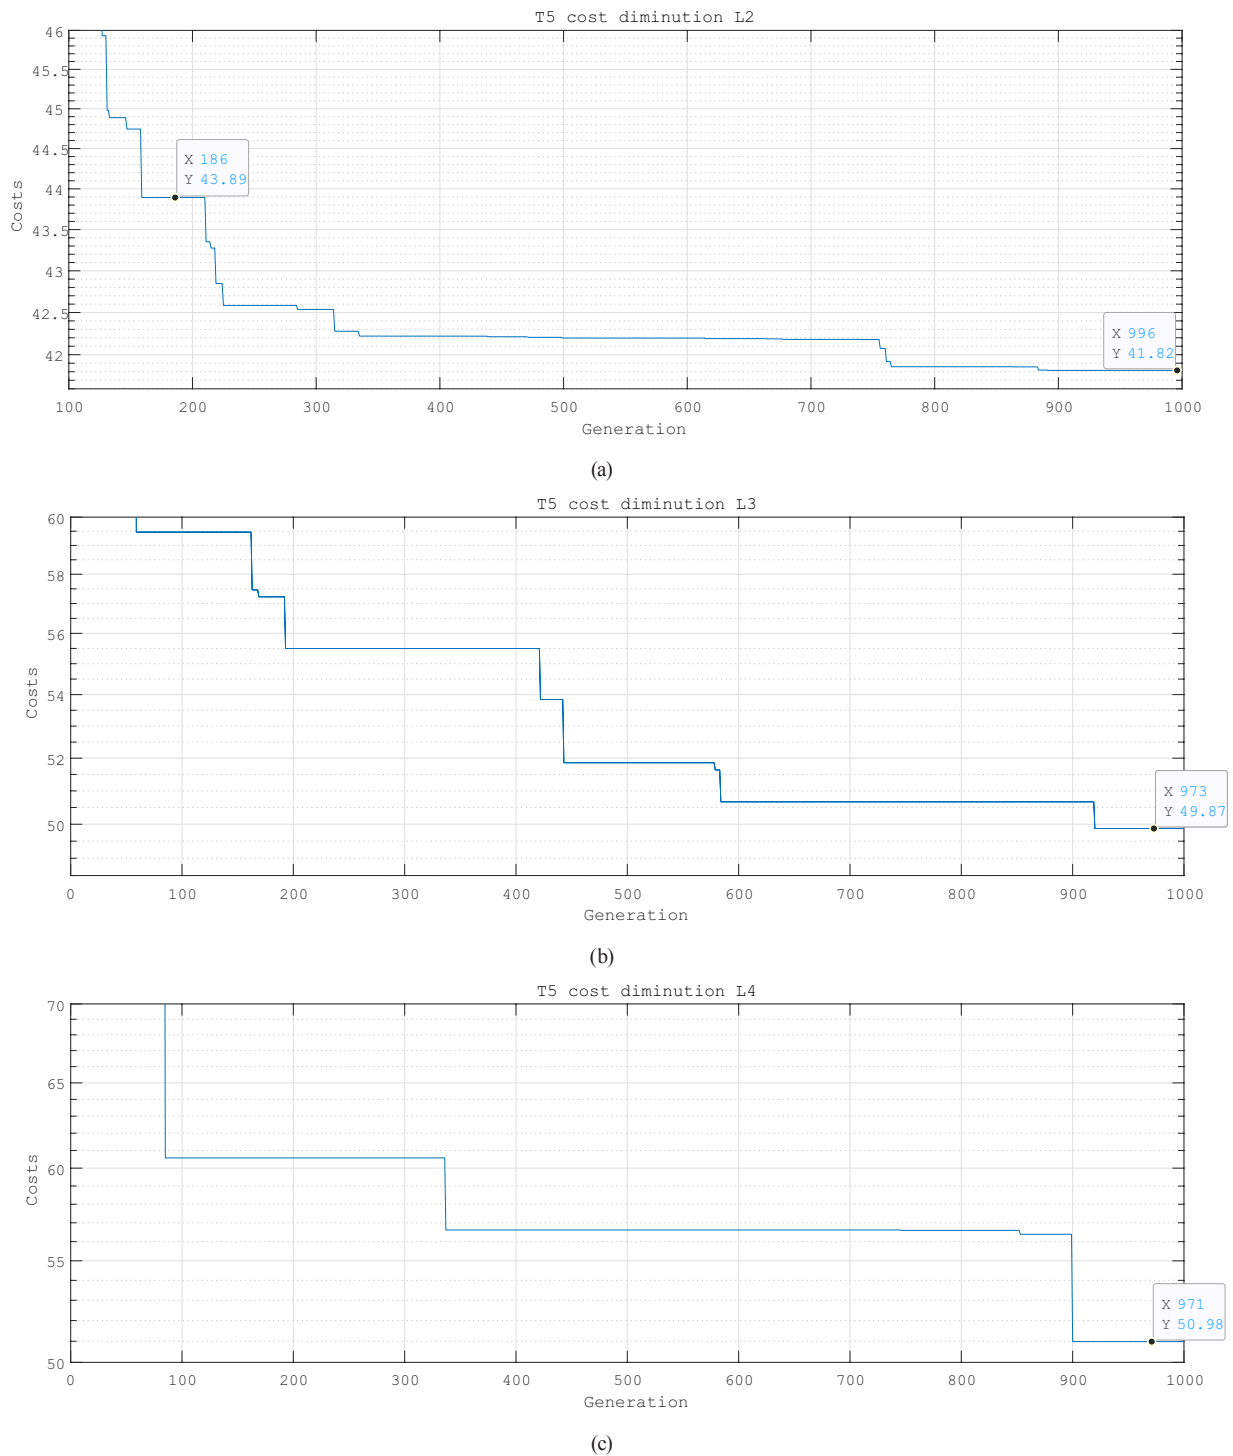 T5 cost diminution L2
46
45.5
45
44.5
44
43.5
43
42.5
42
Costs
X 186
Y 43.89
X 996
Y 41.82
100 200 300 400 500 600 700 800 900 1000
Generation
(a)
T5 cost diminution L3
60
58
56
54
52
50
Costs
X 973
Y 49.87
0 100 200 300 400 500 600 700 800 900 1000
Generation
(b)
T5 cost diminution L4
70
65
60
55
50
Costs
X 971
Y 50.98
0 100 200 300 400 500 600 700 800 900 1000
Generation
(c)